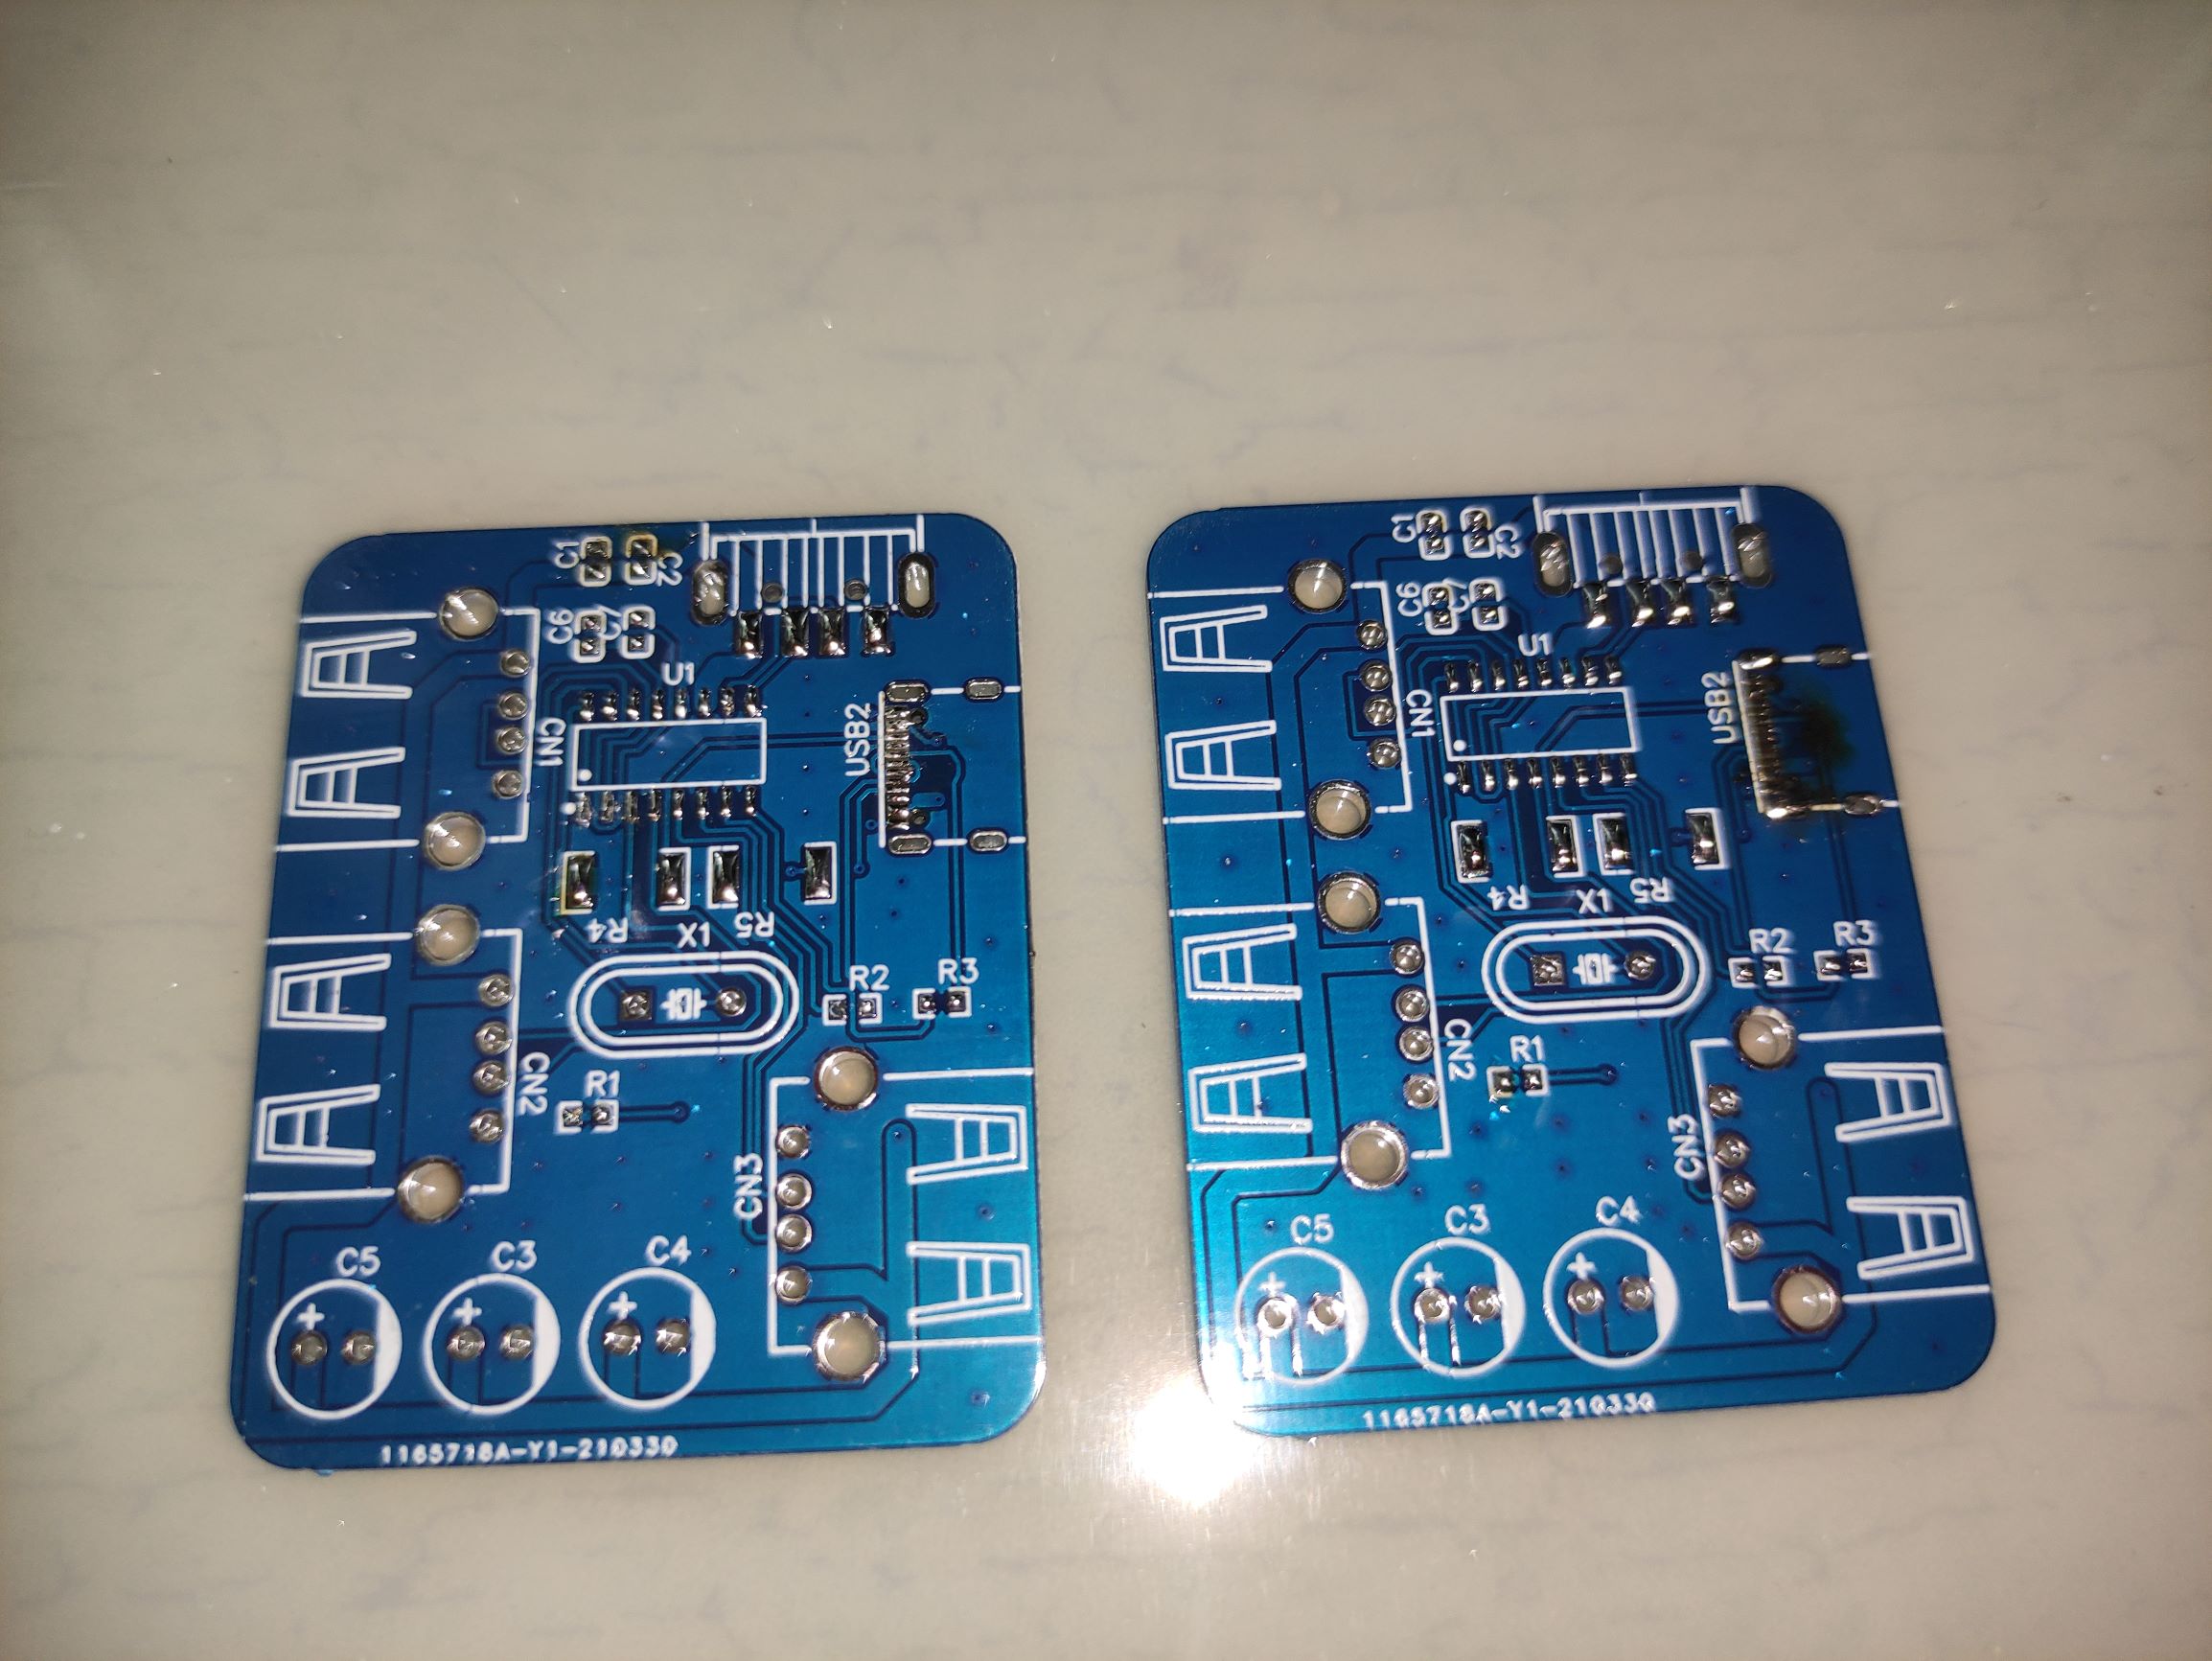 C1
C2
C6
C7
U1
CN1
USB2
R4
X1
R5
R2
R3
CN2
R1
CN3
C5
C3
C4
+
+
+
1165718A-Y1-210330
C1
C2
C6
U1
CN1
USB2
R4
X1
R5
R2
R3
CN2
R1
CN3
C5
C3
C4
+
+
+
1165718A-Y1-210330